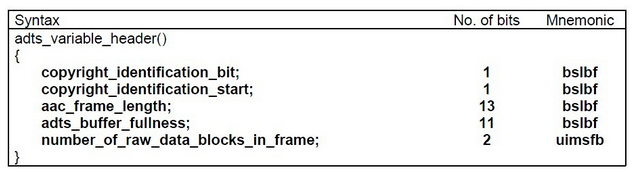 Syntax No. of bits Mnemonic
adts_variable_header()
{
copyright_identification_bit; 1 bslbf
copyright_identification_start; 1 bslbf
aac_frame_length; 13 bslbf
adts_buffer_fullness; 11 bslbf
number_of_raw_data_blocks_in_frame; 2 uimsfb
}